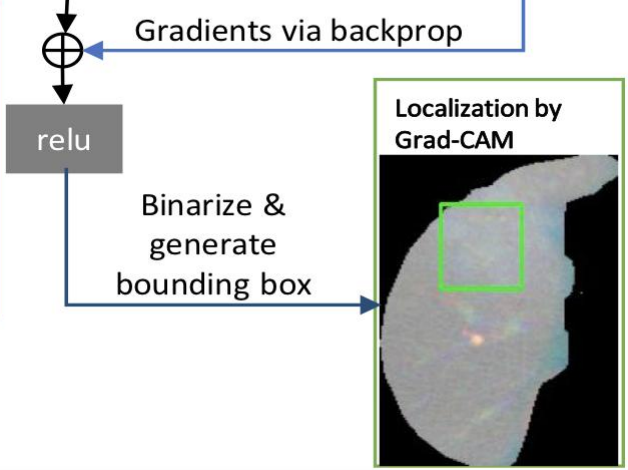 Gradients via backprop
relu
Localization by
Grad-CAM
Binarize &
generate
bounding box